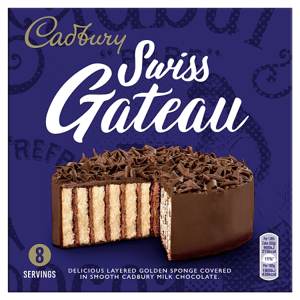 Cadbury
Swiss
Gateau
8
SERVINGS
DELICIOUS LAYERED GOLDEN SPONGE COVERED
IN SMOOTH CADBURY MILK CHOCOLATE.